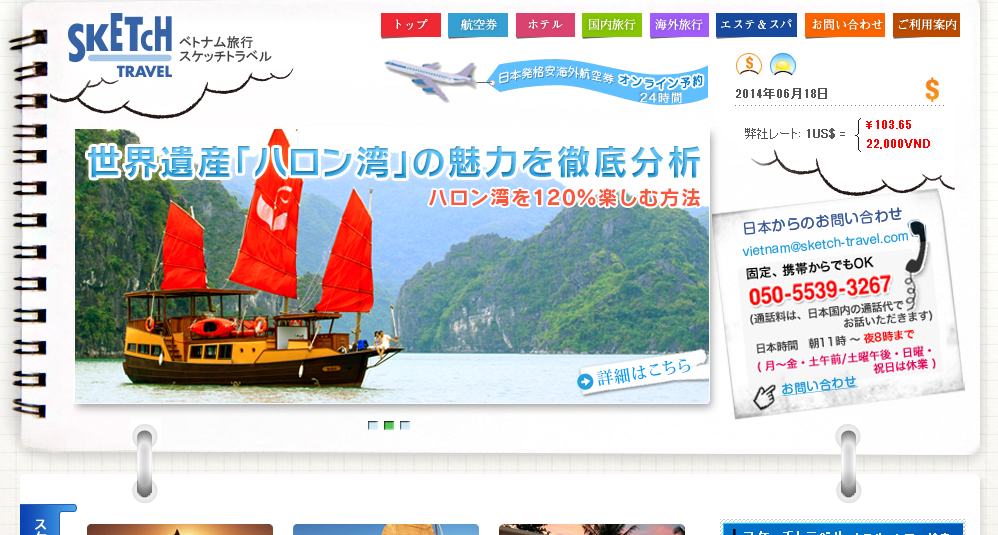 SKETCH
TRAVEL
ベトナム旅行
スケッチトラベル
トップ
航空券
ホテル
国内旅行
海外旅行
エステ＆スパ
お問い合わせ
ご利用案内
日本発格安海外航空券 オンライン予約
24時間
$
2014年06月18日
$
弊社レート: 1US$ =
￥103.65
22,000VND
世界遺産「ハロン湾」の魅力を徹底分析
ハロン湾を120%楽しむ方法
詳細はこちら
日本からのお問い合わせ
vietnam@sketch-travel.com
固定、携帯からでもOK
050-5539-3267
(通話料は、日本国内の通話代で
お話いただきます)
日本時間　朝11時 ～ 夜8時まで
( 月～金・土午前/土曜午後・日曜・
祝日は休業 )
お問い合わせ